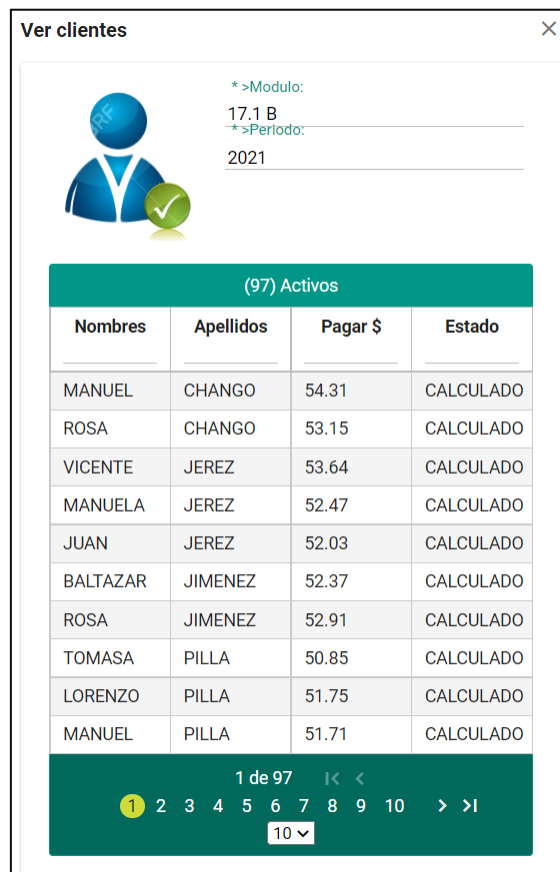 Ver clientes
* >Modulo:
17.1 B
* >Periodo:
2021
(97) Activos
Nombres Apellidos Pagar $ Estado
MANUEL CHANGO 54.31 CALCULADO
ROSA CHANGO 53.15 CALCULADO
VICENTE JEREZ 53.64 CALCULADO
MANUELA JEREZ 52.47 CALCULADO
JUAN JEREZ 52.03 CALCULADO
BALTAZAR JIMENEZ 52.37 CALCULADO
ROSA JIMENEZ 52.91 CALCULADO
TOMASA PILLA 50.85 CALCULADO
LORENZO PILLA 51.75 CALCULADO
MANUEL PILLA 51.71 CALCULADO
1 de 97
1 2 3 4 5 6 7 8 9 10
10